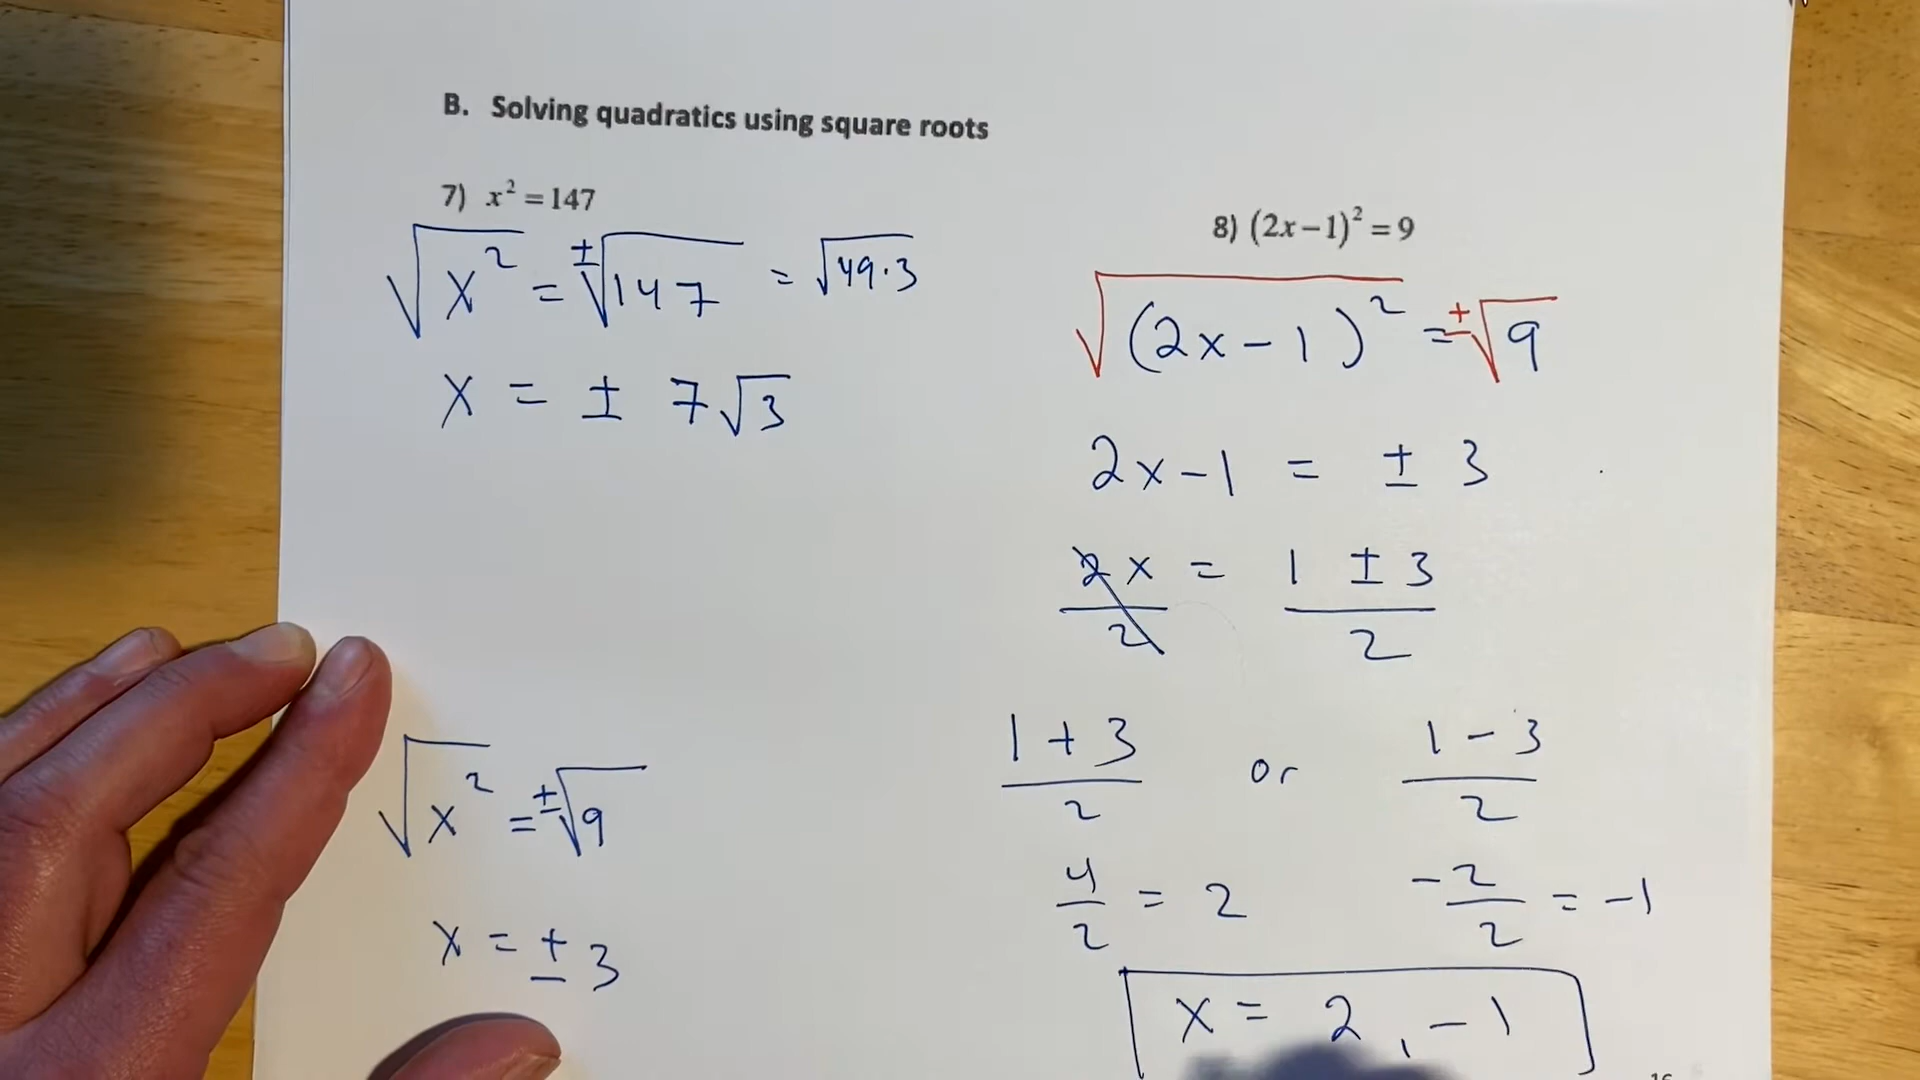 B. Solving quadratics using square roots
7) x² = 147
√x² = ±√147 = √49·3
x = ± 7√3
√x² = ±√9
x = ± 3
8) (2x−1)² = 9
√(2x−1)² = ±√9
2x−1 = ± 3
2x/2 = 1 ± 3/2
1+3/2 or 1−3/2
4/2 = 2 −2/2 = −1
x = 2, −1